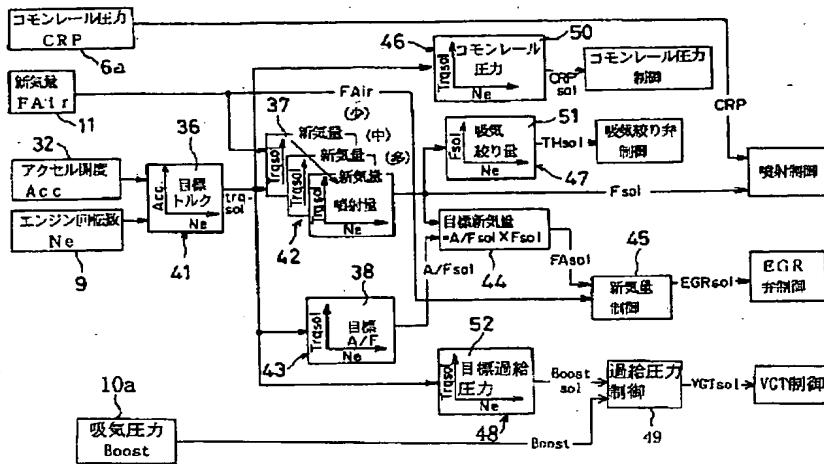 コモンレール圧力
CRP
6a
新気量
FAir
11
32
アクセル開度
Acc
エンジン回転数
Ne
9
36
Acc
目標
トルク
Ne
41
trq-
sol
FAir
(少)
37
新気量
(中)
新気量
(多)
新気量
Trqsol
Trqsol
Trqsol
噴射量
Ne
42
38
Trqsol
目標
A/F
Ne
43
46
50
Trqsol
コモンレール
圧力
Ne
CRP
sol
コモンレール圧力
制御
CRP
51
Fsol
吸気
絞り量
Ne
47
THsol
吸気絞り弁
制御
Fsol
噴射制御
目標新気量
=A/Fsol×Fsol
44
A/Fsol
FAsol
45
新気量
制御
EGRsol
EGR
弁制御
52
Trqsol
目標過給
圧力
Ne
48
Boost
sol
過給圧力
制御
49
VGTsol
VGT制御
10a
吸気圧力
Boost
Boost